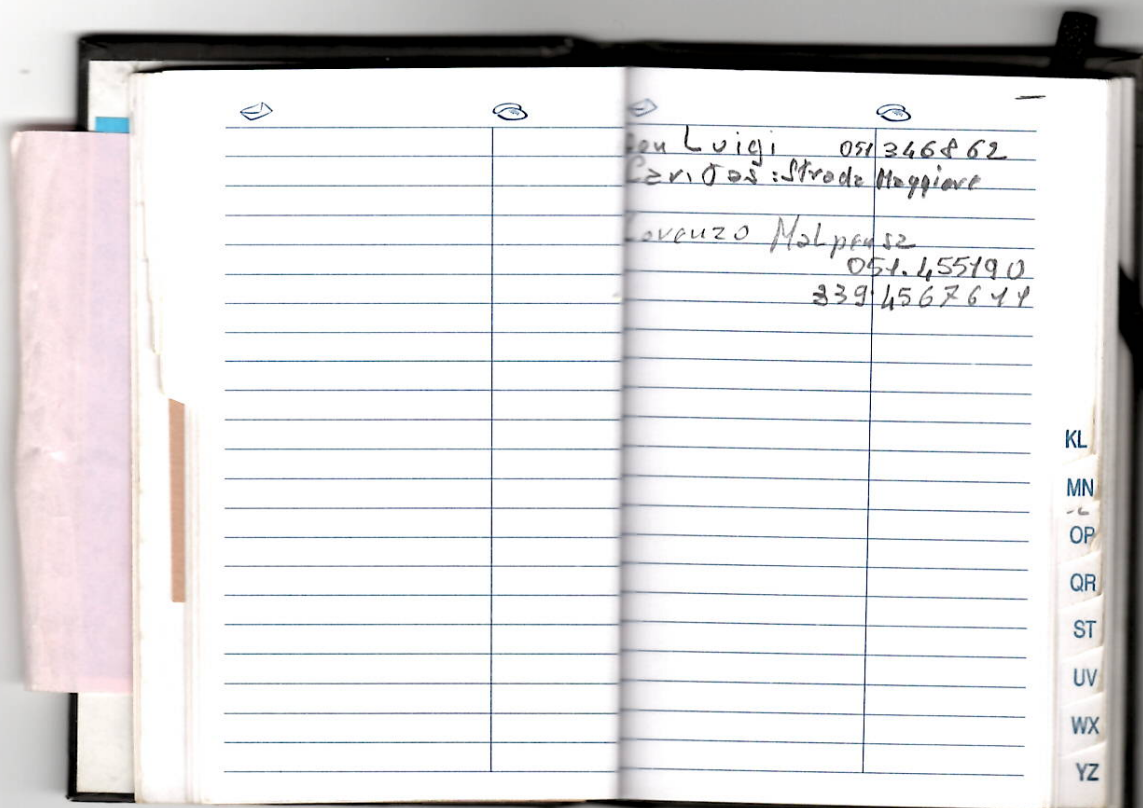 Don Luigi 051 346862
Caritas: Strada Maggiore
Lorenzo Malpensa
051.455190
339 4567611
KL
MN
OP
QR
ST
UV
WX
YZ